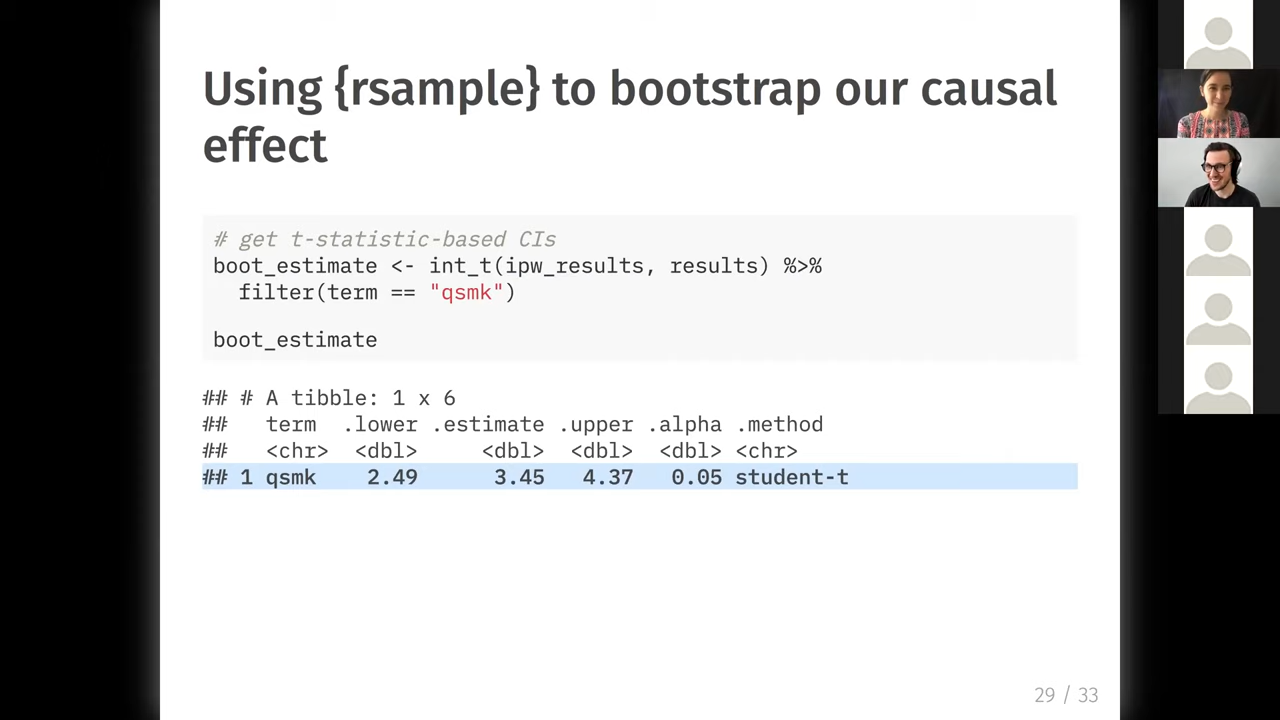 Using {rsample} to bootstrap our causal
effect
# get t-statistic-based CIs
boot_estimate <- int_t(ipw_results, results) %>%
  filter(term == "qsmk")
boot_estimate
## # A tibble: 1 x 6
##   term  .lower .estimate .upper .alpha .method
##   <chr>  <dbl>     <dbl>  <dbl>  <dbl> <chr>
## 1 qsmk    2.49      3.45   4.37   0.05 student-t
29 / 33